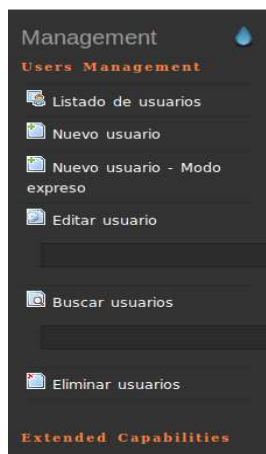 Management
Users Management
Listado de usuarios
Nuevo usuario
Nuevo usuario - Modo
expreso
Editar usuario
Buscar usuarios
Eliminar usuarios
Extended Capabilities